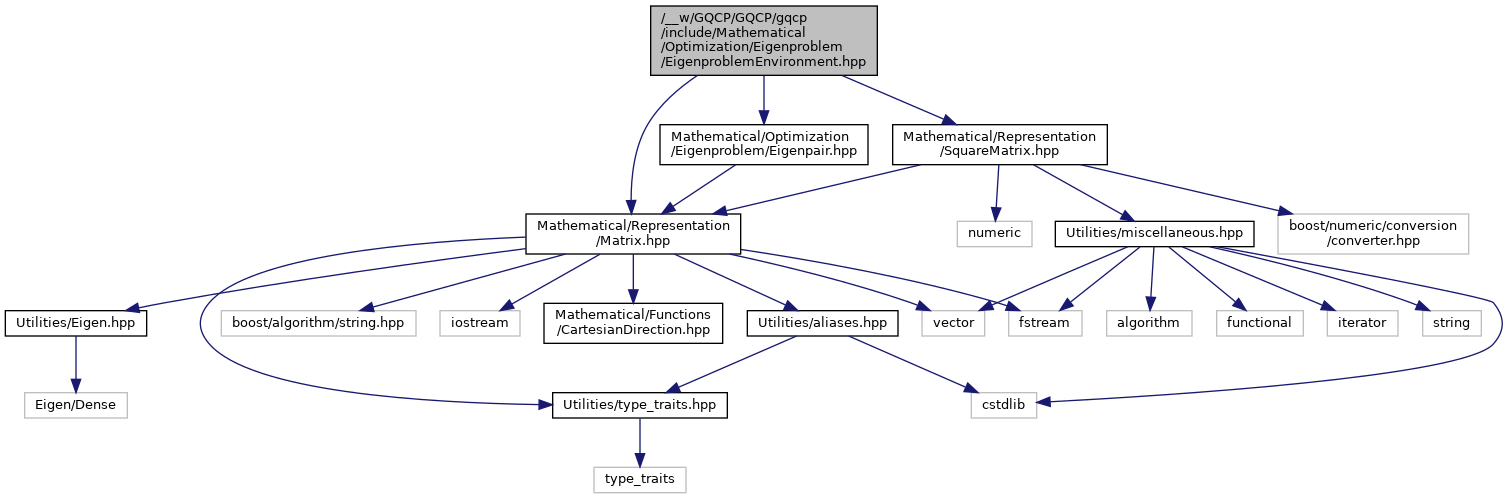 /__w/GQCP/GQCP/gqcp
/include/Mathematical
/Optimization/Eigenproblem
/EigenproblemEnvironment.hpp
Mathematical/Optimization
/Eigenproblem/Eigenpair.hpp
Mathematical/Representation
/SquareMatrix.hpp
Mathematical/Representation
/Matrix.hpp
numeric
Utilities/miscellaneous.hpp
boost/numeric/conversion
/converter.hpp
Utilities/Eigen.hpp
boost/algorithm/string.hpp
iostream
Mathematical/Functions
/CartesianDirection.hpp
Utilities/aliases.hpp
vector
fstream
algorithm
functional
iterator
string
Eigen/Dense
Utilities/type_traits.hpp
cstdlib
type_traits